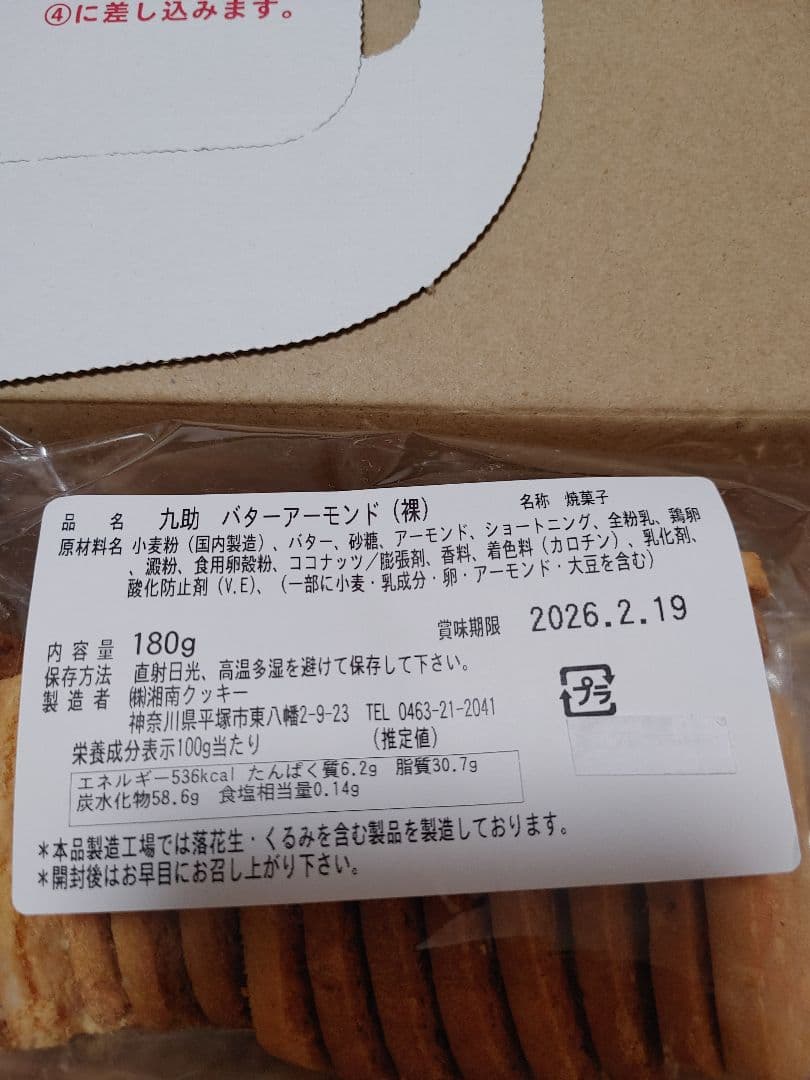 ④に差し込みます。
品名 九助 バターアーモンド（裸） 名称 焼菓子
原材料名 小麦粉（国内製造）、バター、砂糖、アーモンド、ショートニング、全粉乳、鶏卵
、澱粉、食用卵殻粉、ココナッツ／膨張剤、香料、着色料（カロチン）、乳化剤、
酸化防止剤（V.E）、（一部に小麦・乳成分・卵・アーモンド・大豆を含む）
内容量 180g 賞味期限 2026.2.19
保存方法 直射日光、高温多湿を避けて保存して下さい。
製造者 ㈱湘南クッキー
神奈川県平塚市東八幡2-9-23 TEL 0463-21-2041
栄養成分表示100g当たり （推定値）
エネルギー536kcal たんぱく質6.2g 脂質30.7g
炭水化物58.6g 食塩相当量0.14g
プラ
＊本品製造工場では落花生・くるみを含む製品を製造しております。
＊開封後はお早目にお召し上がり下さい。